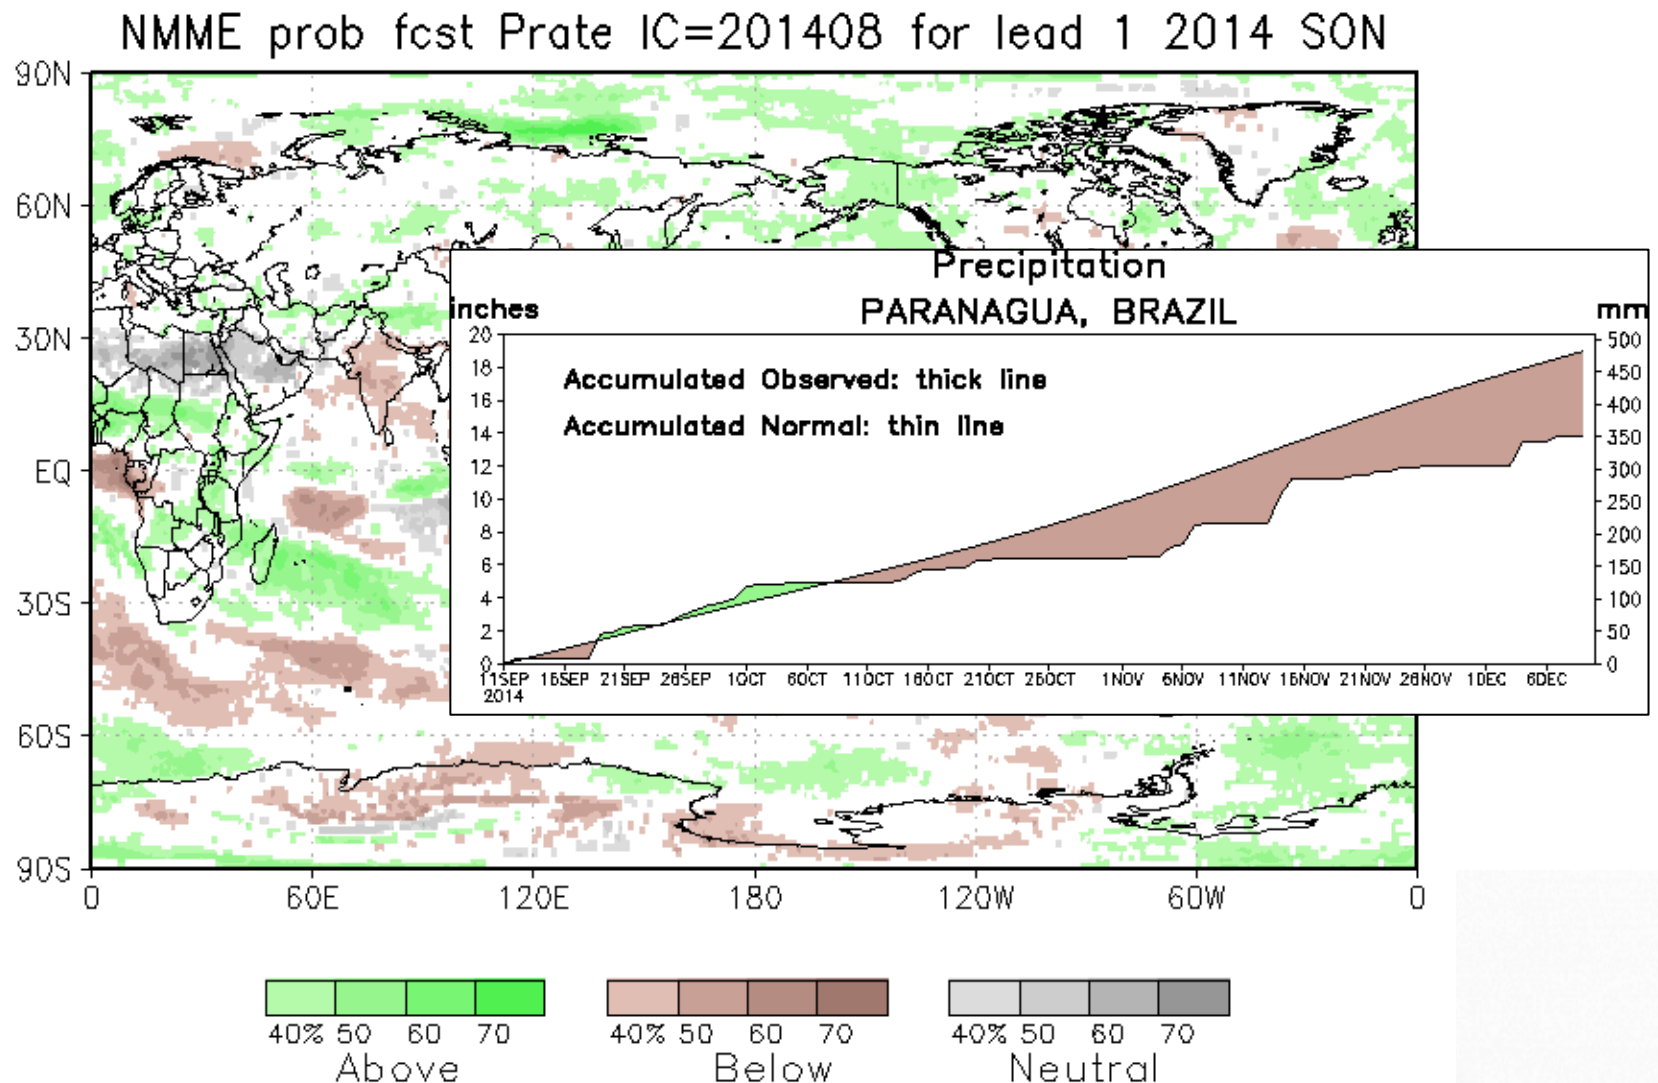 NMME prob fcst Prate IC=201408 for lead 1 2014 SON
90N
60N
30N
EQ
30S
60S
90S
0 60E 120E 180 120W 60W 0
Precipitation
inches PARANAGUA, BRAZIL mm
20
18
16
14
12
10
8
6
4
2
0
500
450
400
350
300
250
200
150
100
50
0
Accumulated Observed: thick line
Accumulated Normal: thin line
11SEP 16SEP 21SEP 26SEP 1OCT 6OCT 11OCT 16OCT 21OCT 26OCT 1NOV 6NOV 11NOV 16NOV 21NOV 26NOV 1DEC 6DEC
2014
40% 50 60 70
Above
40% 50 60 70
Below
40% 50 60 70
Neutral